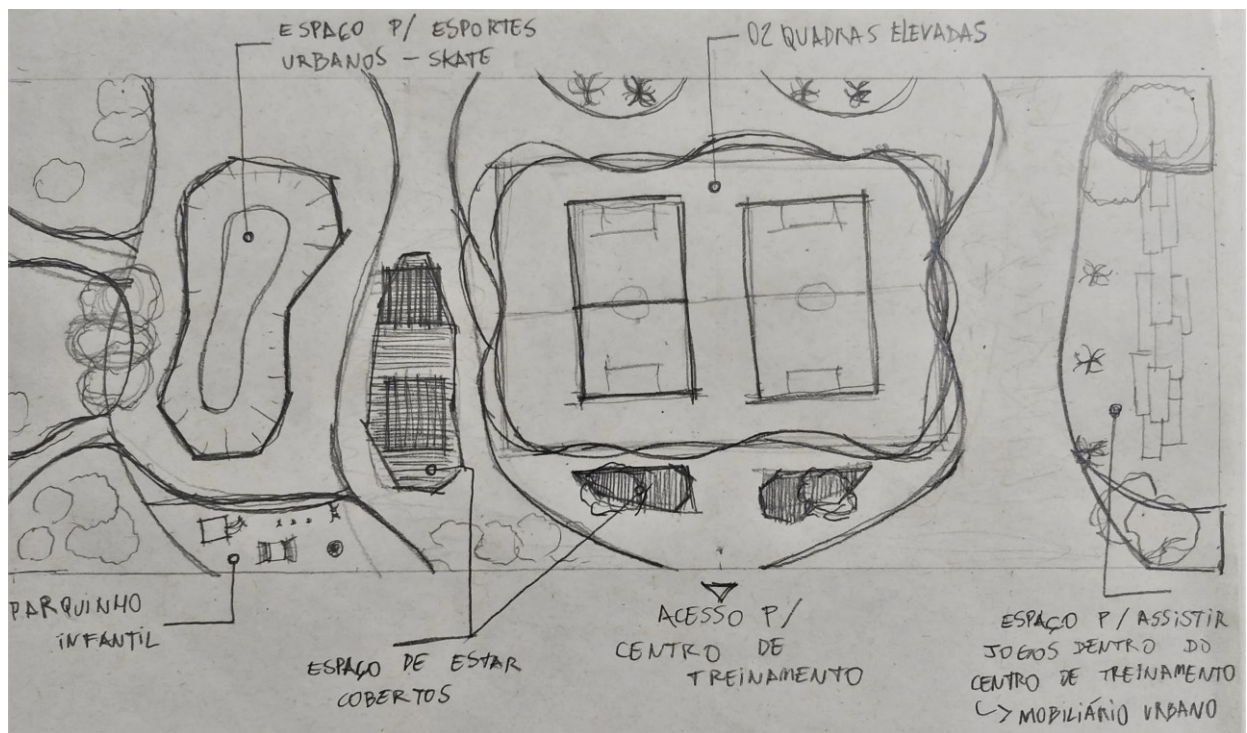 ESPAÇO P/ ESPORTES
URBANOS - SKATE
02 QUADRAS ELEVADAS
PARQUINHO
INFANTIL
ESPAÇO DE ESTAR
COBERTOS
ACESSO P/
CENTRO DE
TREINAMENTO
ESPAÇO P/ ASSISTIR
JOGOS DENTRO DO
CENTRO DE TREINAMENTO
↳ MOBILIÁRIO URBANO